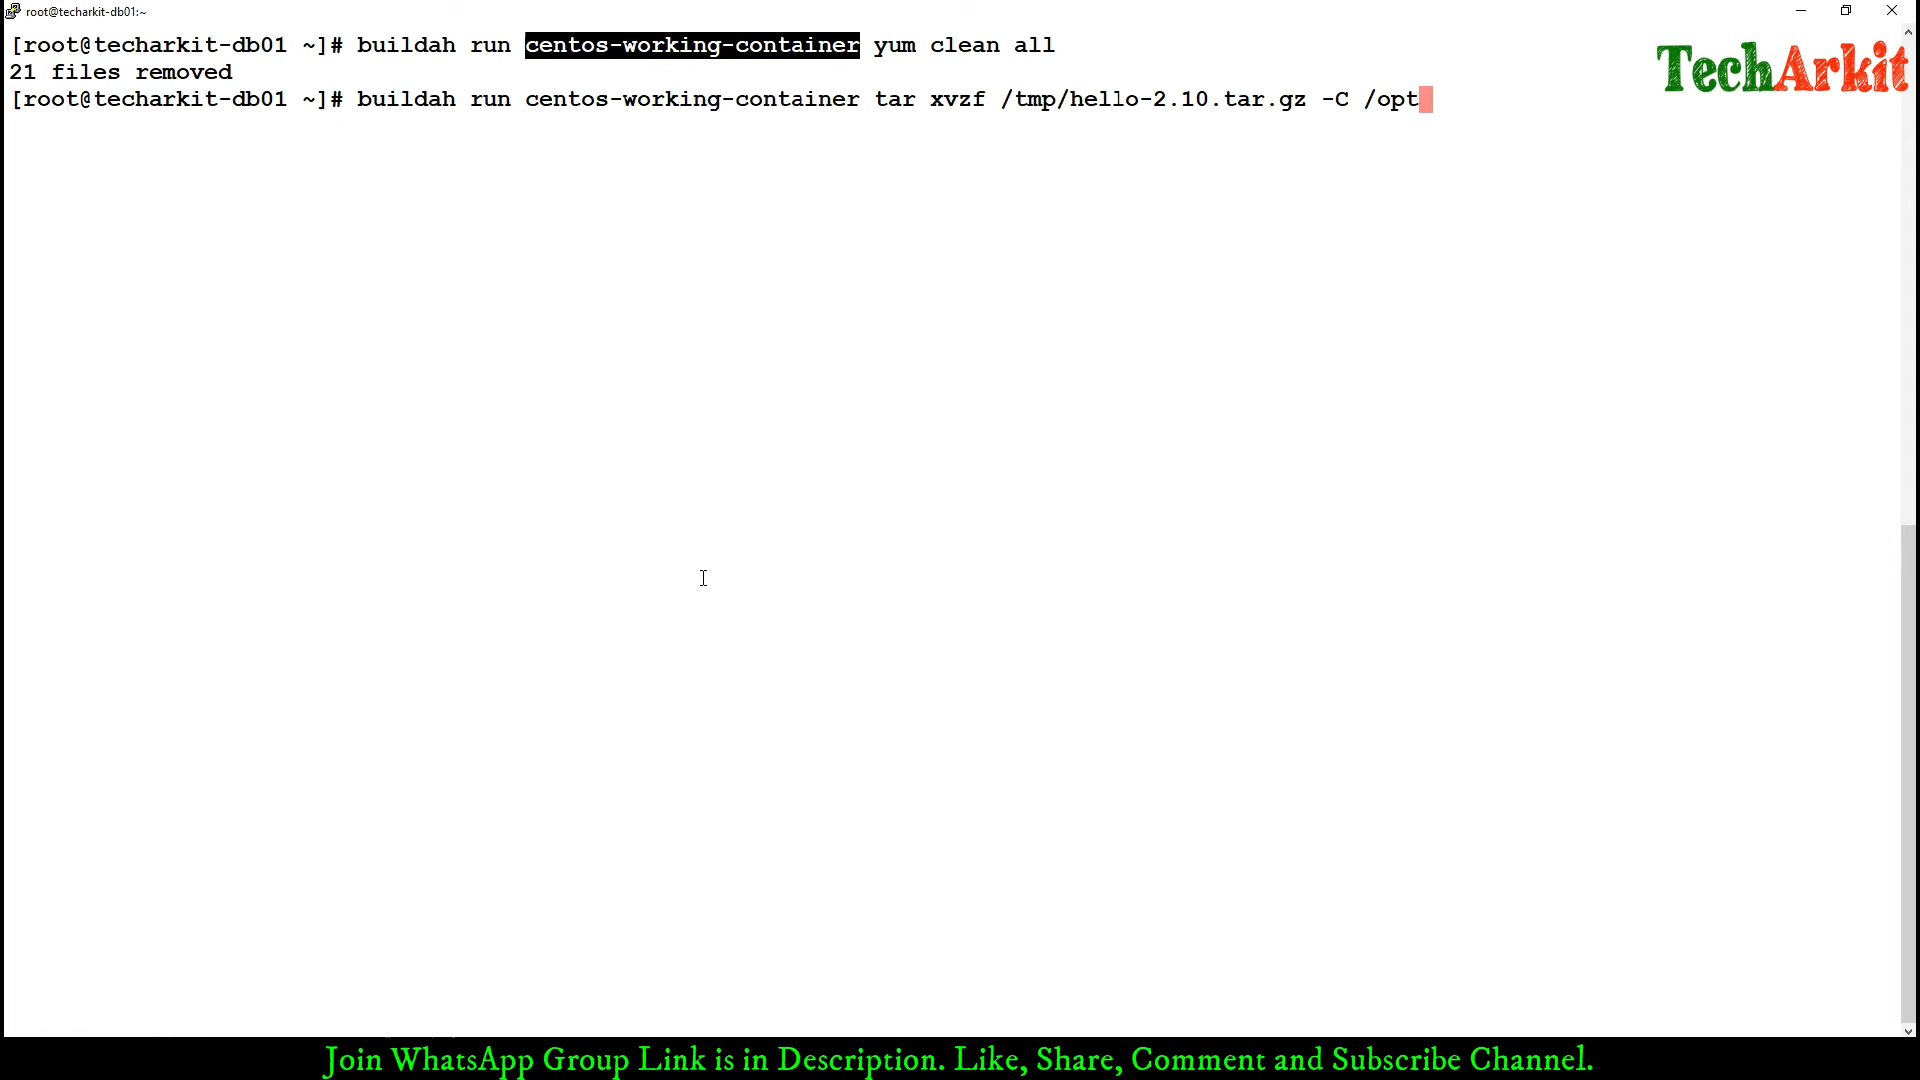 root@techarkit-db01:~
[root@techarkit-db01 ~]# buildah run centos-working-container yum clean all
21 files removed
[root@techarkit-db01 ~]# buildah run centos-working-container tar xvzf /tmp/hello-2.10.tar.gz -C /opt
TechArkit
Join WhatsApp Group Link is in Description. Like, Share, Comment and Subscribe Channel.